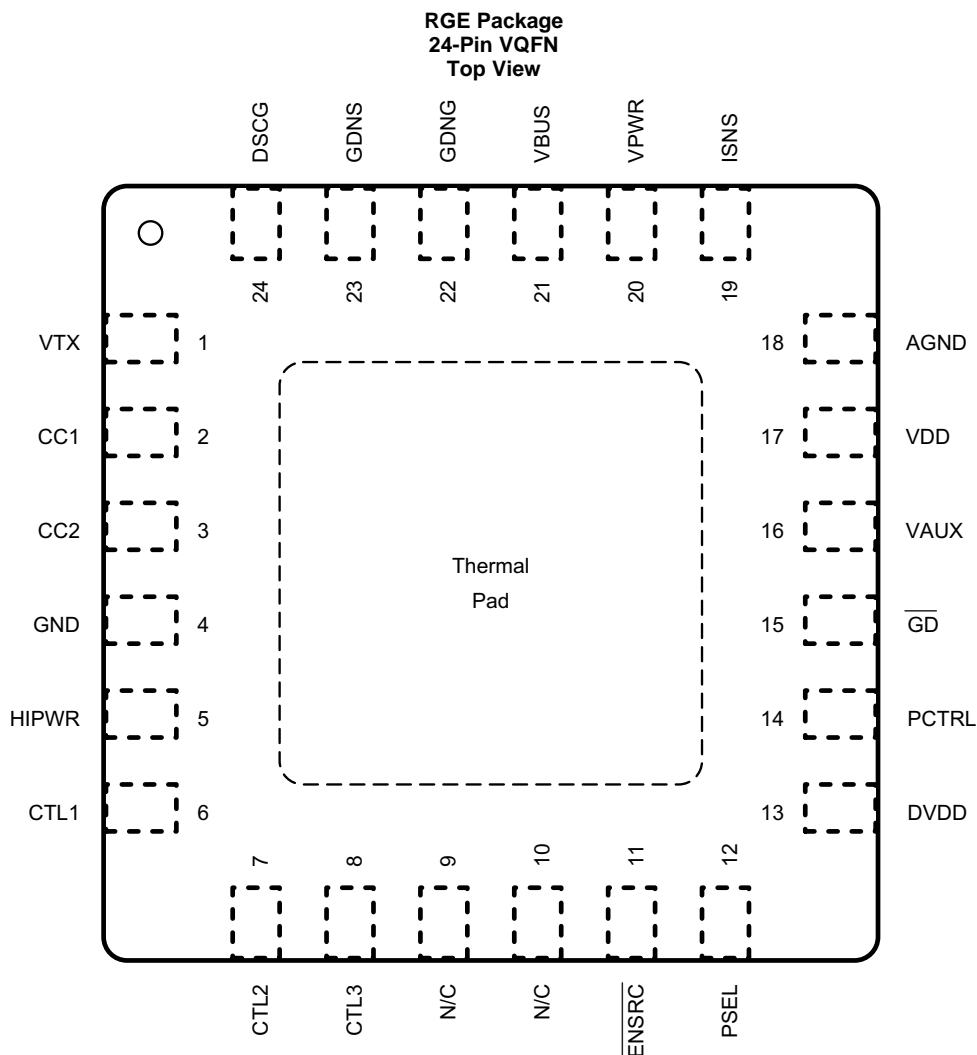 RGE Package
24-Pin VQFN
Top View
DSCG
GDNS
GDNG
VBUS
VPWR
ISNS
24
23
22
21
20
19
VTX 1
18 AGND
CC1 2
17 VDD
CC2 3
16 VAUX
Thermal
Pad
GND 4
15 G̅D̅
HIPWR 5
14 PCTRL
CTL1 6
13 DVDD
7
8
9
10
11
12
CTL2
CTL3
N/C
N/C
E̅N̅S̅R̅C̅
PSEL